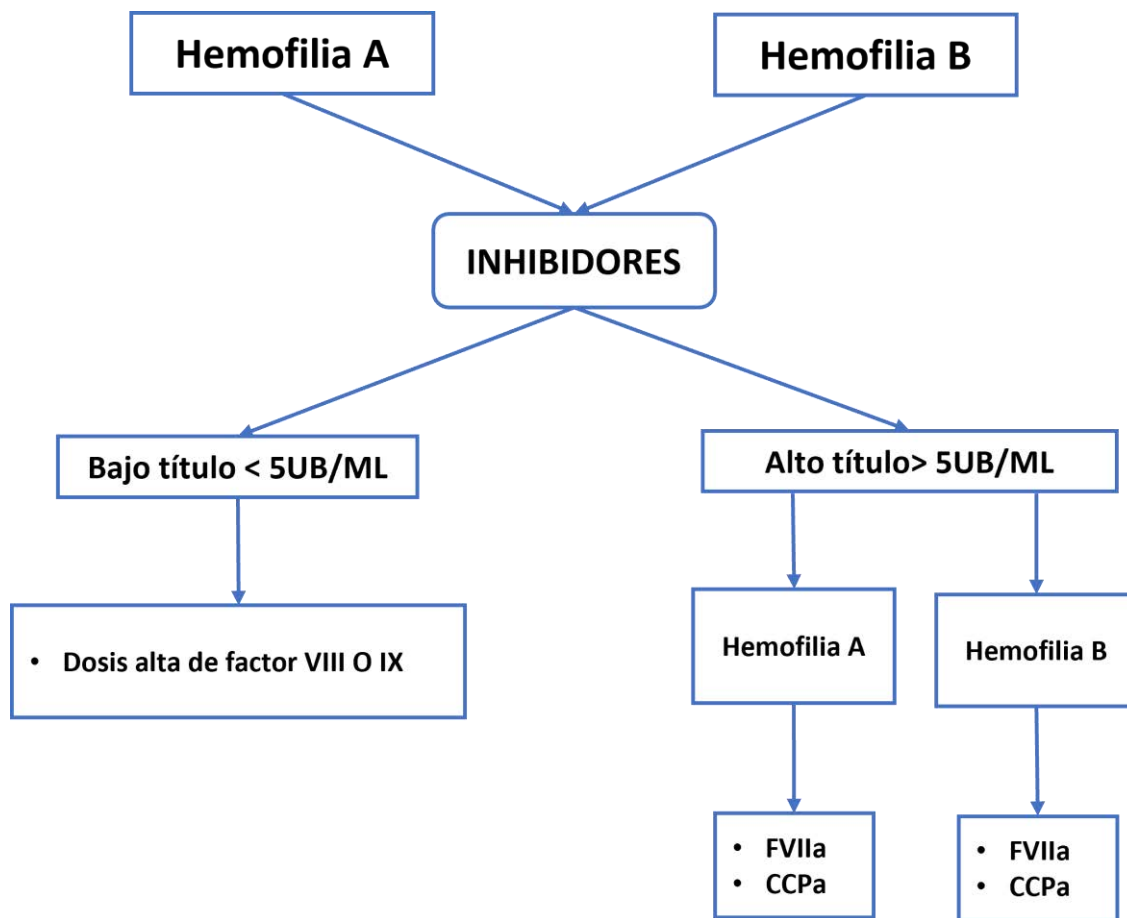 Hemofilia A
Hemofilia B
INHIBIDORES
Bajo título < 5UB/ML
Alto título> 5UB/ML
• Dosis alta de factor VIII O IX
Hemofilia A
Hemofilia B
• FVIIa
• CCPa
• FVIIa
• CCPa